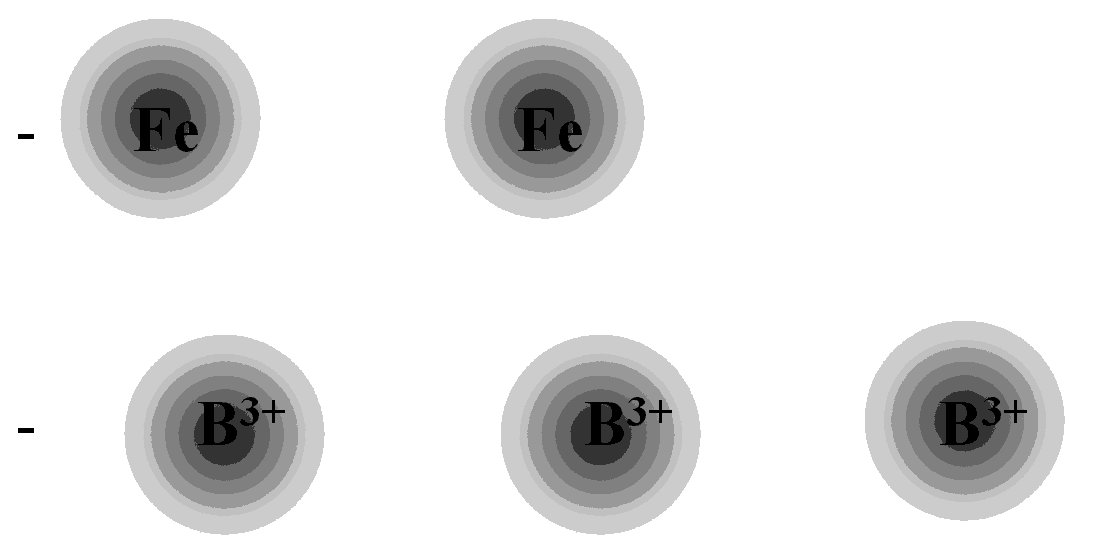 - Fe Fe
- B³⁺ B³⁺ B³⁺